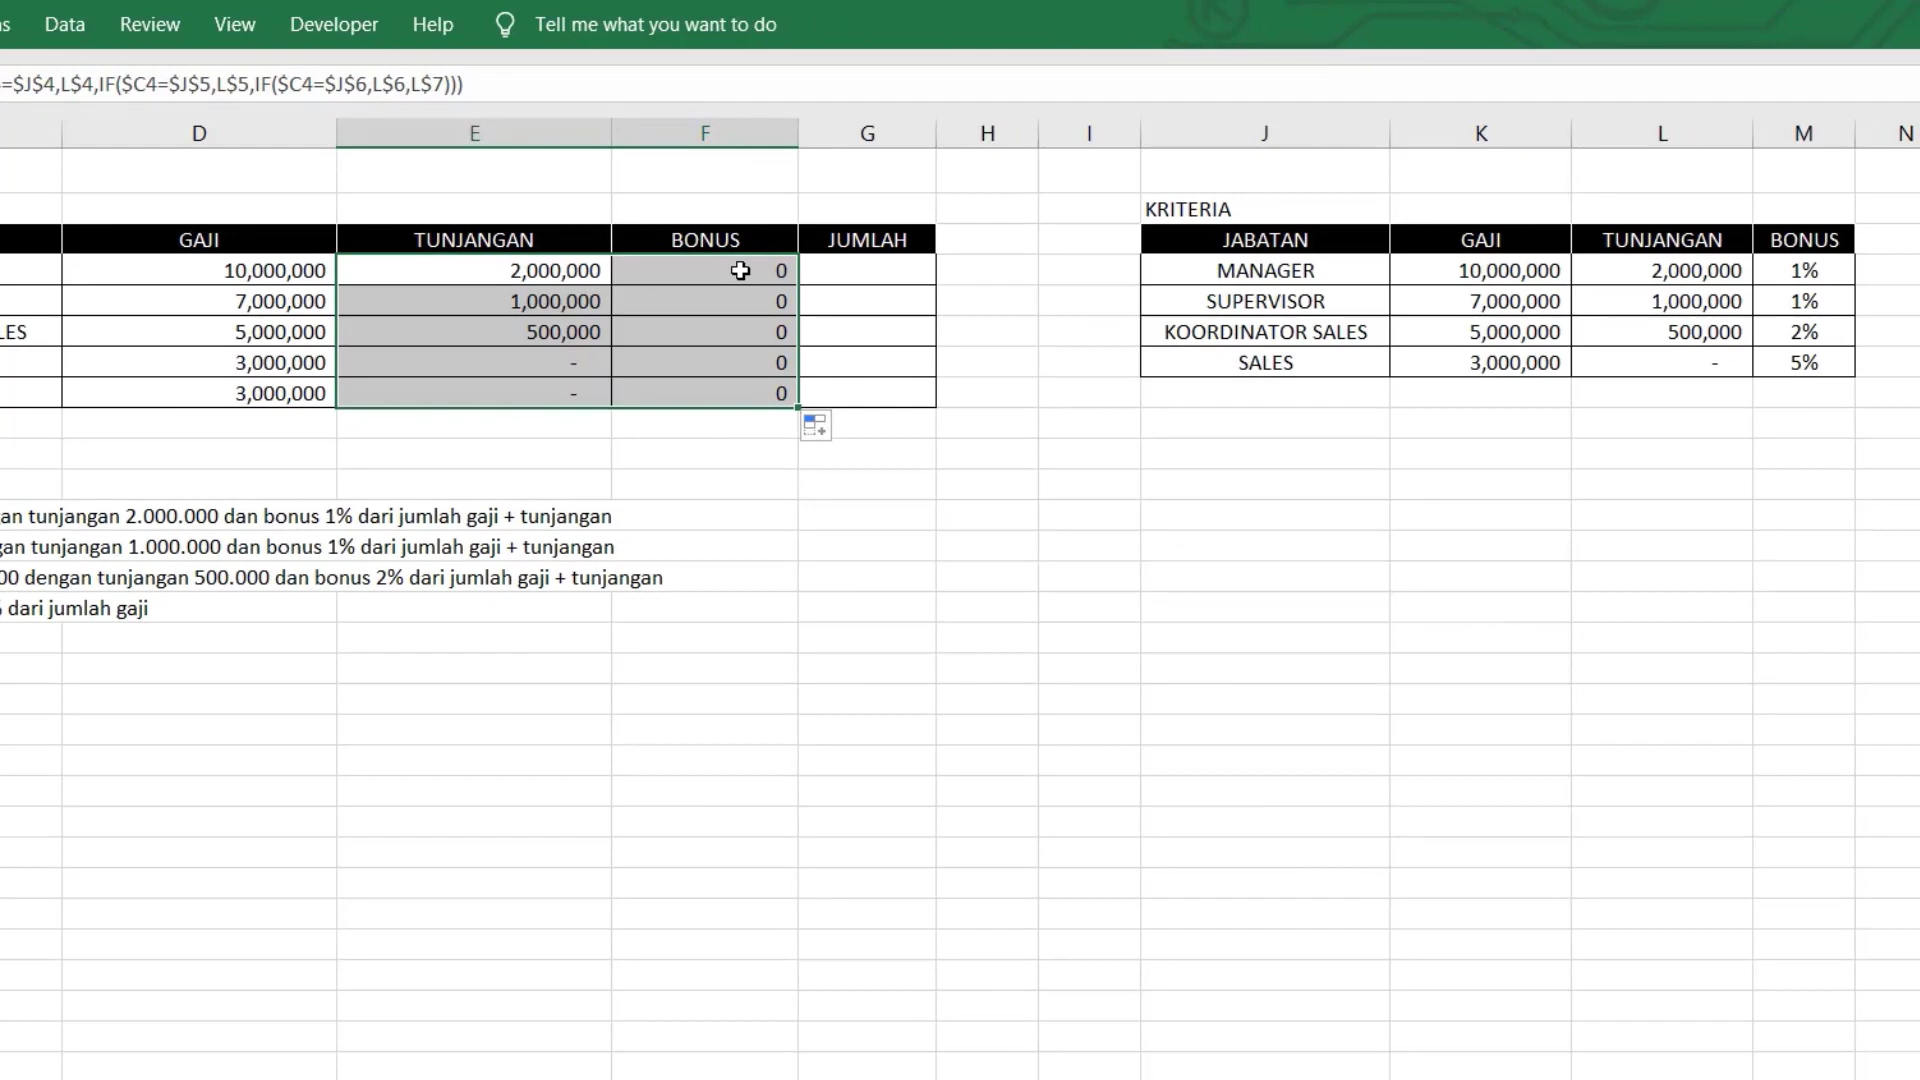 s Data Review View Developer Help Tell me what you want to do
=$J$4,L$4,IF($C4=$J$5,L$5,IF($C4=$J$6,L$6,L$7)))
D E F G H I J K L M N
KRITERIA
GAJI TUNJANGAN BONUS JUMLAH JABATAN GAJI TUNJANGAN BONUS
10,000,000 2,000,000 0 MANAGER 10,000,000 2,000,000 1%
7,000,000 1,000,000 0 SUPERVISOR 7,000,000 1,000,000 1%
LES 5,000,000 500,000 0 KOORDINATOR SALES 5,000,000 500,000 2%
3,000,000 - 0 SALES 3,000,000 - 5%
3,000,000 - 0
gan tunjangan 2.000.000 dan bonus 1% dari jumlah gaji + tunjangan
gan tunjangan 1.000.000 dan bonus 1% dari jumlah gaji + tunjangan
00 dengan tunjangan 500.000 dan bonus 2% dari jumlah gaji + tunjangan
% dari jumlah gaji